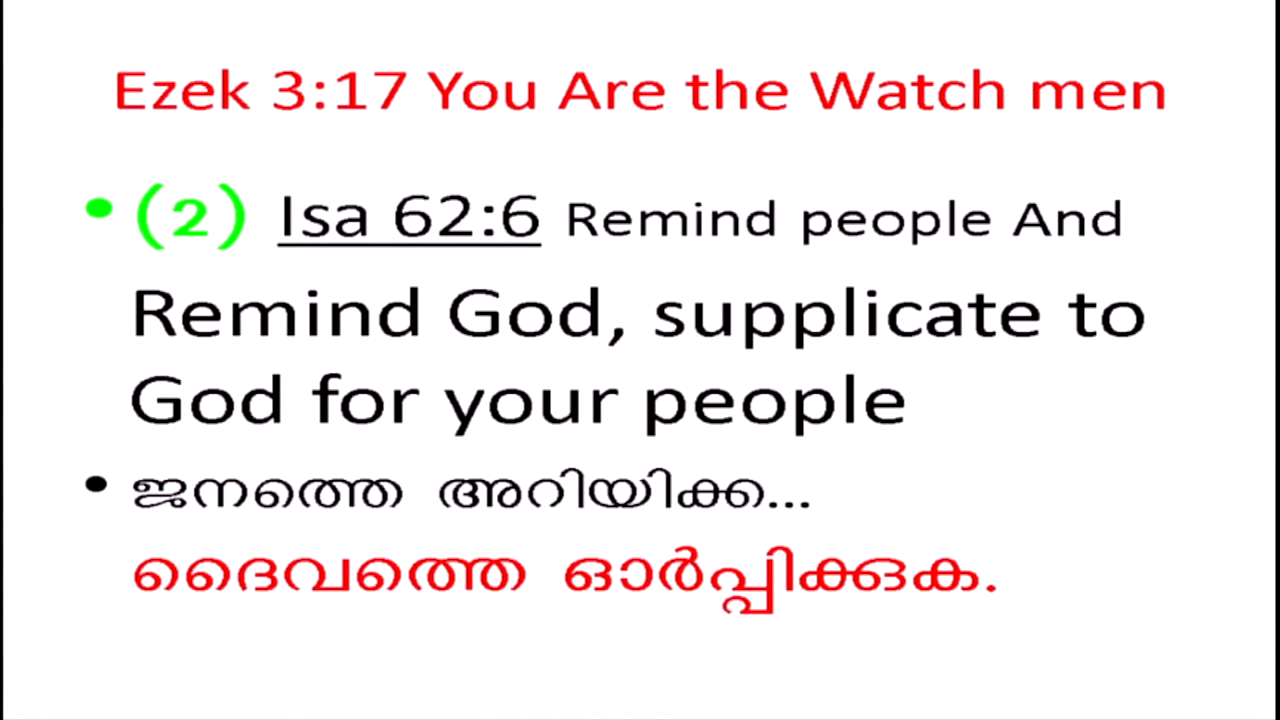 Ezek 3:17 You Are the Watch men
• (2) Isa 62:6 Remind people And
Remind God, supplicate to
God for your people
• ജനത്തെ അറിയിക്ക...
ദൈവത്തെ ഓർപ്പിക്കുക.